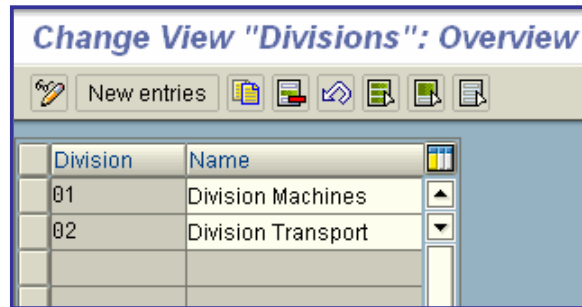 Change View "Divisions": Overview
New entries
Division Name
01 Division Machines
02 Division Transport